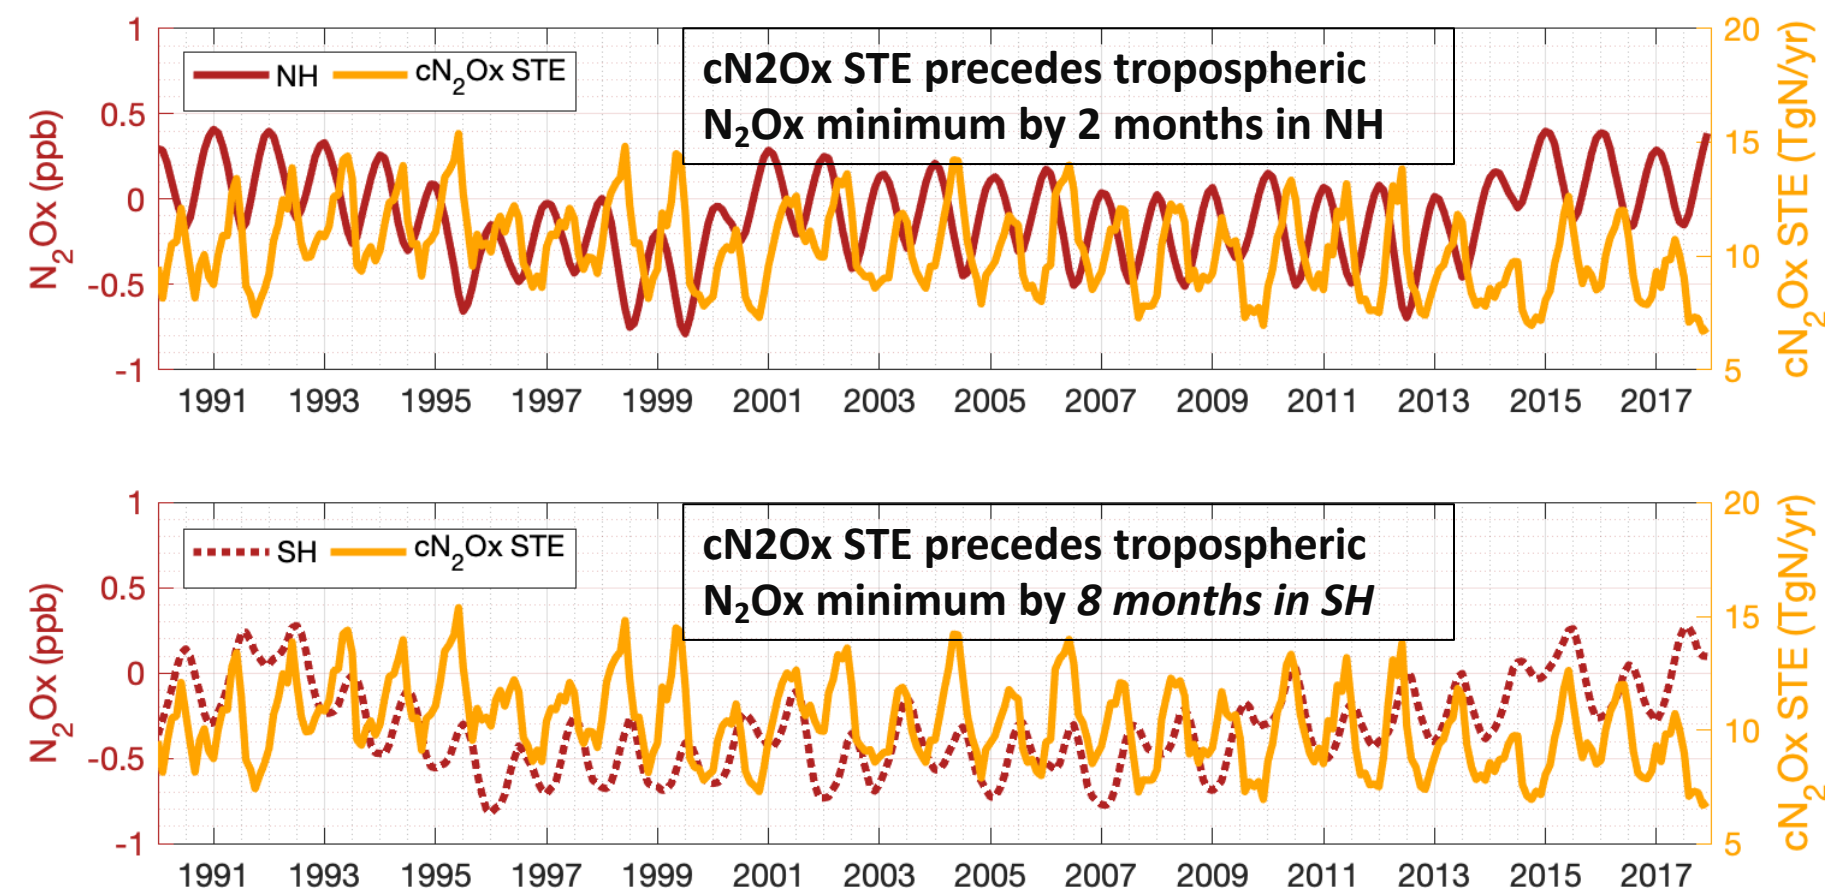 1
0.5
0
-0.5
-1
N₂Ox (ppb)
NH cN₂Ox STE
cN2Ox STE precedes tropospheric
N₂Ox minimum by 2 months in NH
20
15
10
5
cN₂Ox STE (TgN/yr)
1991 1993 1995 1997 1999 2001 2003 2005 2007 2009 2011 2013 2015 2017
1
0.5
0
-0.5
-1
N₂Ox (ppb)
SH cN₂Ox STE
cN2Ox STE precedes tropospheric
N₂Ox minimum by 8 months in SH
20
15
10
5
cN₂Ox STE (TgN/yr)
1991 1993 1995 1997 1999 2001 2003 2005 2007 2009 2011 2013 2015 2017